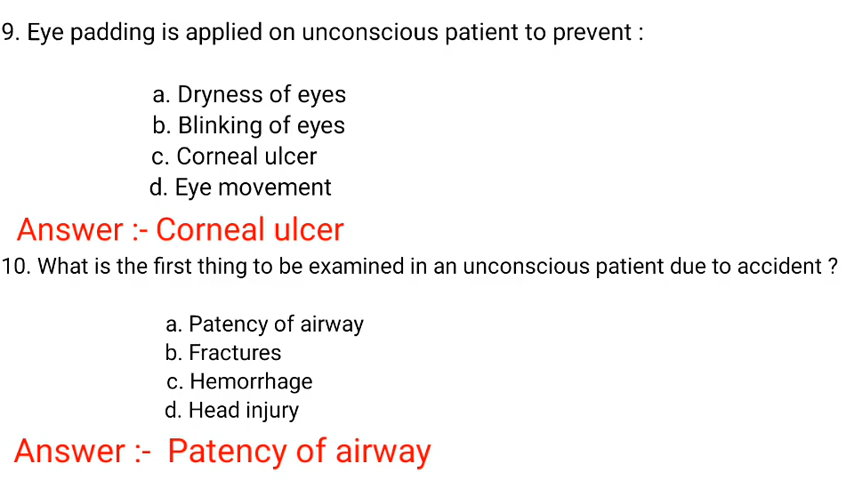 9. Eye padding is applied on unconscious patient to prevent :
a. Dryness of eyes
b. Blinking of eyes
c. Corneal ulcer
d. Eye movement
Answer :- Corneal ulcer
10. What is the first thing to be examined in an unconscious patient due to accident ?
a. Patency of airway
b. Fractures
c. Hemorrhage
d. Head injury
Answer :- Patency of airway